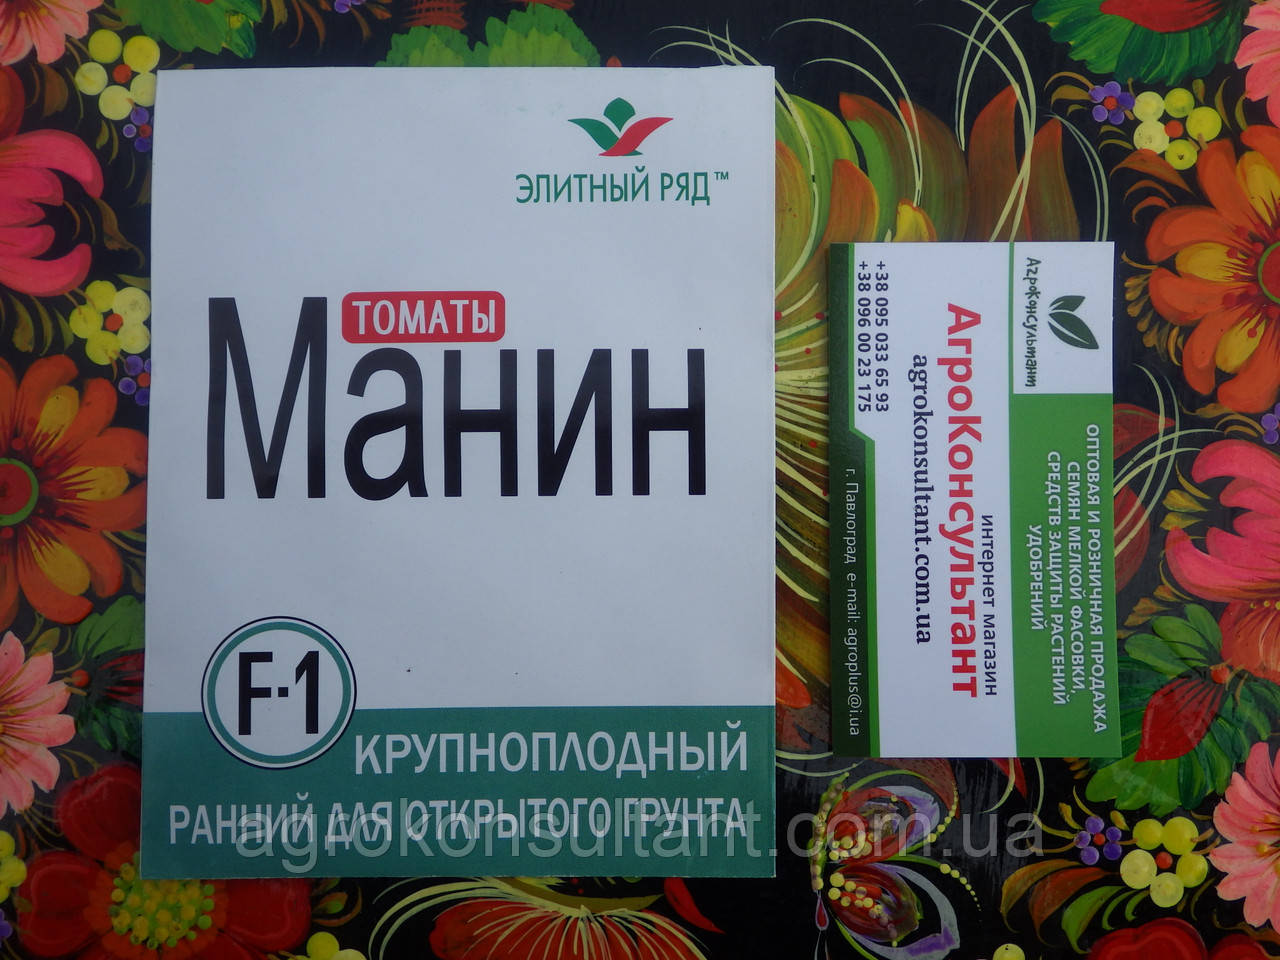 ЭЛИТНЫЙ РЯД™
ТОМАТЫ
Манин
F-1
КРУПНОПЛОДНЫЙ
РАННИЙ ДЛЯ ОТКРЫТОГО ГРУНТА
agrokonsultant.com.ua
АгроКонсультант
ОПТОВАЯ И РОЗНИЧНАЯ ПРОДАЖА
СЕМЯН МЕЛКОЙ ФАСОВКИ,
СРЕДСТВ ЗАЩИТЫ РАСТЕНИЙ
УДОБРЕНИЙ
интернет магазин
АгроКонсультант
agrokonsultant.com.ua
+38 095 033 65 93
+38 096 00 23 175
г. Павлоград e-mail: agroplus@i.ua